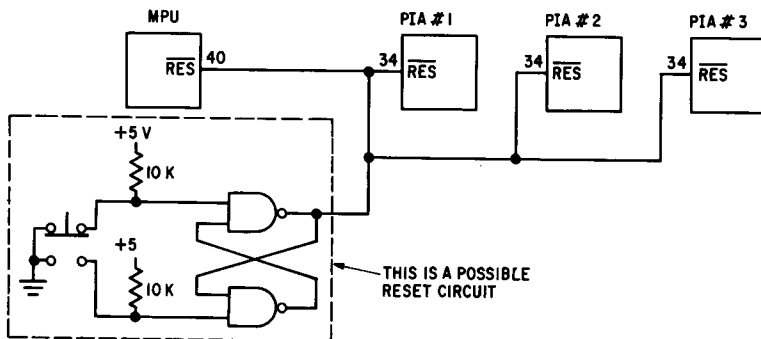 MPU
PIA #1
PIA #2
PIA #3
RES
40
34
RES
34
RES
34
RES
+5 V
10 K
+5
10 K
THIS IS A POSSIBLE
RESET CIRCUIT